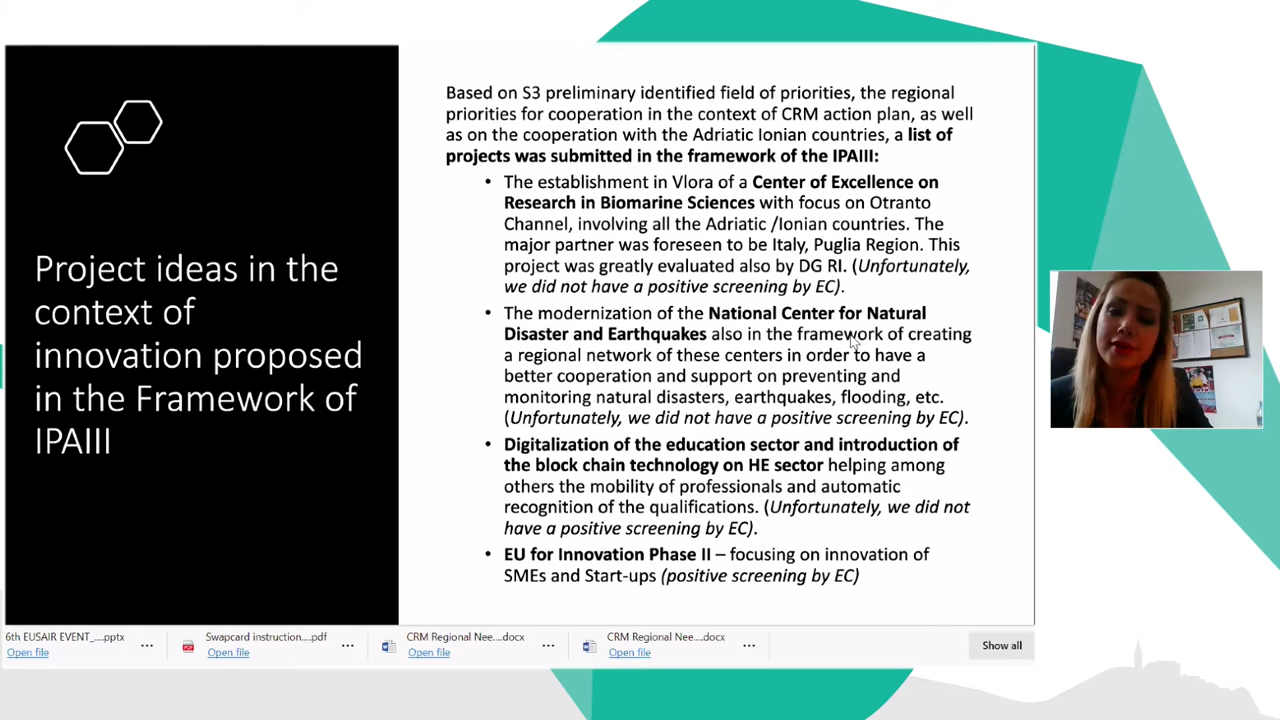 Project ideas in the
context of
innovation proposed
in the Framework of
IPAIII
Based on S3 preliminary identified field of priorities, the regional
priorities for cooperation in the context of CRM action plan, as well
as on the cooperation with the Adriatic Ionian countries, a list of
projects was submitted in the framework of the IPAIII:
• The establishment in Vlora of a Center of Excellence on
Research in Biomarine Sciences with focus on Otranto
Channel, involving all the Adriatic /Ionian countries. The
major partner was foreseen to be Italy, Puglia Region. This
project was greatly evaluated also by DG RI. (Unfortunately,
we did not have a positive screening by EC).
• The modernization of the National Center for Natural
Disaster and Earthquakes also in the framework of creating
a regional network of these centers in order to have a
better cooperation and support on preventing and
monitoring natural disasters, earthquakes, flooding, etc.
(Unfortunately, we did not have a positive screening by EC).
• Digitalization of the education sector and introduction of
the block chain technology on HE sector helping among
others the mobility of professionals and automatic
recognition of the qualifications. (Unfortunately, we did not
have a positive screening by EC).
• EU for Innovation Phase II – focusing on innovation of
SMEs and Start-ups (positive screening by EC)
6th EUSAIR EVENT_....pptx
Open file
Swapcard instruction....pdf
Open file
CRM Regional Nee....docx
Open file
CRM Regional Nee....docx
Open file
Show all